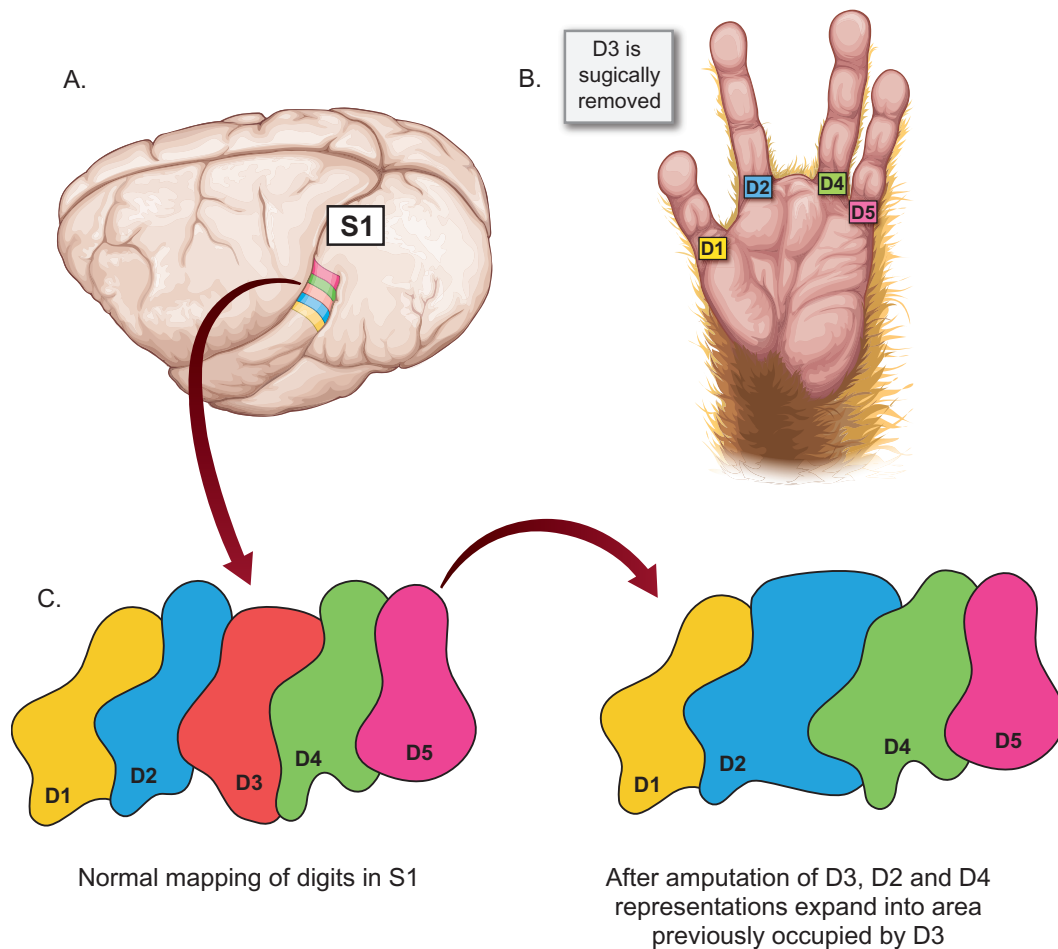 A.
S1
D3 is
sugically
removed
B.
D2
D4
D5
D1
C.
D1
D2
D3
D4
D5
D1
D2
D4
D5
Normal mapping of digits in S1
After amputation of D3, D2 and D4
representations expand into area
previously occupied by D3